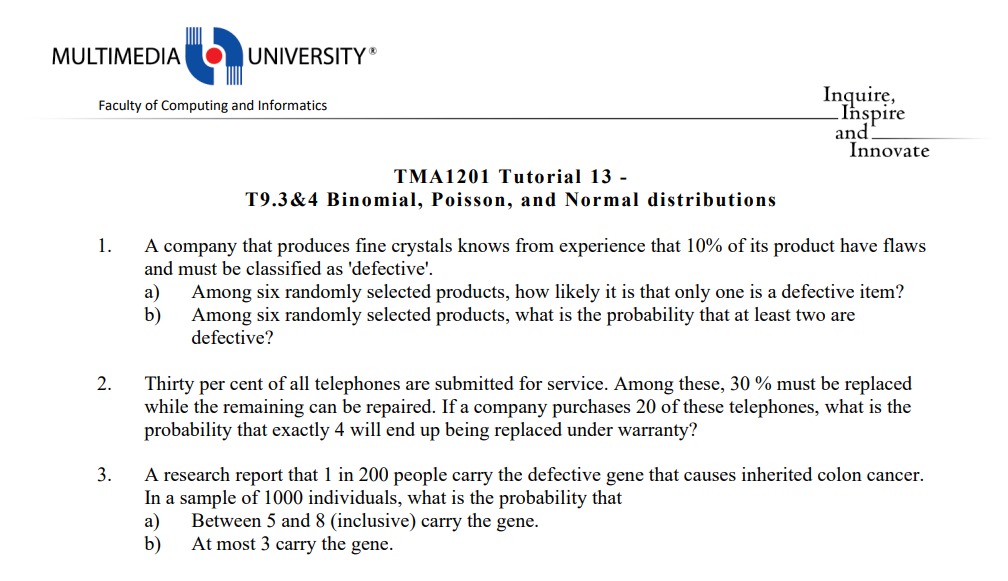 MULTIMEDIA UNIVERSITY®
Faculty of Computing and Informatics
Inquire,
Inspire
and
Innovate
TMA1201 Tutorial 13 -
T9.3&4 Binomial, Poisson, and Normal distributions
1. A company that produces fine crystals knows from experience that 10% of its product have flaws
and must be classified as 'defective'.
a) Among six randomly selected products, how likely it is that only one is a defective item?
b) Among six randomly selected products, what is the probability that at least two are
defective?
2. Thirty per cent of all telephones are submitted for service. Among these, 30 % must be replaced
while the remaining can be repaired. If a company purchases 20 of these telephones, what is the
probability that exactly 4 will end up being replaced under warranty?
3. A research report that 1 in 200 people carry the defective gene that causes inherited colon cancer.
In a sample of 1000 individuals, what is the probability that
a) Between 5 and 8 (inclusive) carry the gene.
b) At most 3 carry the gene.